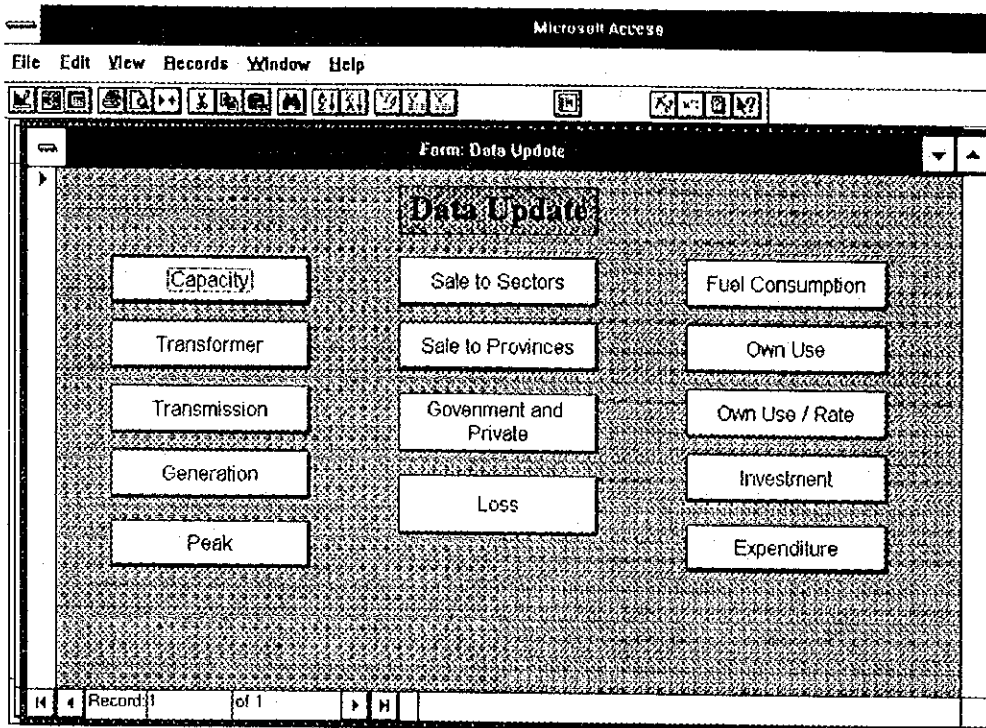 Microsoft Access
File Edit View Records Window Help
Form: Data Update
Data Update
Capacity
Transformer
Transmission
Generation
Peak
Sale to Sectors
Sale to Provinces
Govenment and
Private
Loss
Fuel Consumption
Own Use
Own Use / Rate
Investment
Expenditure
Record: 1 of 1